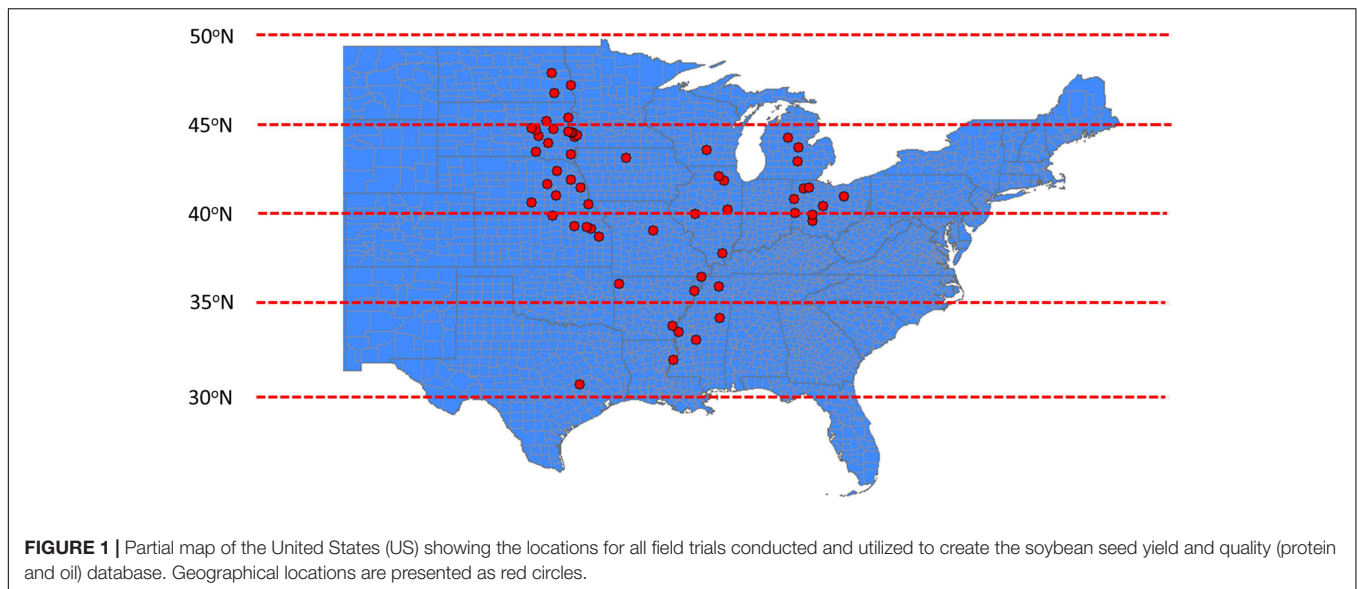 50°N
45°N
40°N
35°N
30°N
FIGURE 1 | Partial map of the United States (US) showing the locations for all field trials conducted and utilized to create the soybean seed yield and quality (protein
and oil) database. Geographical locations are presented as red circles.